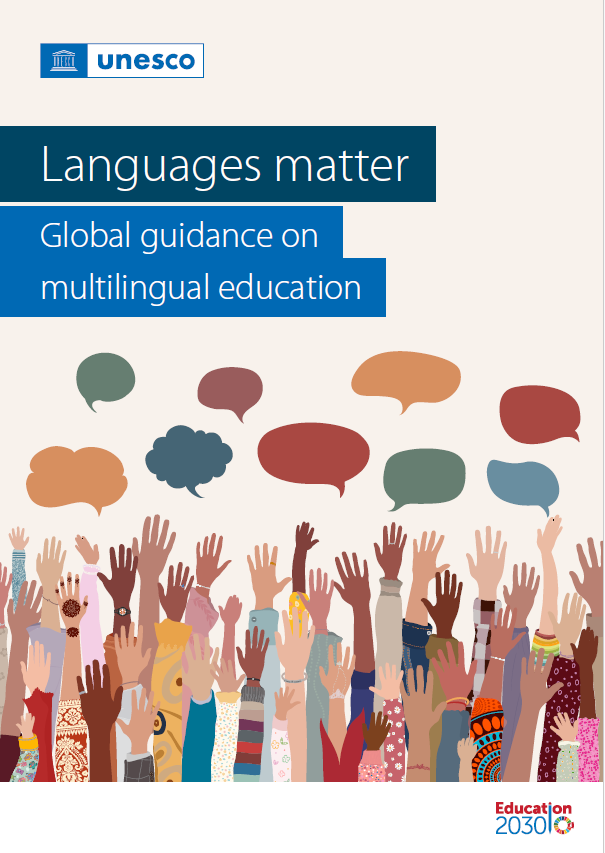 unesco
Languages matter
Global guidance on
multilingual education
Education
2030